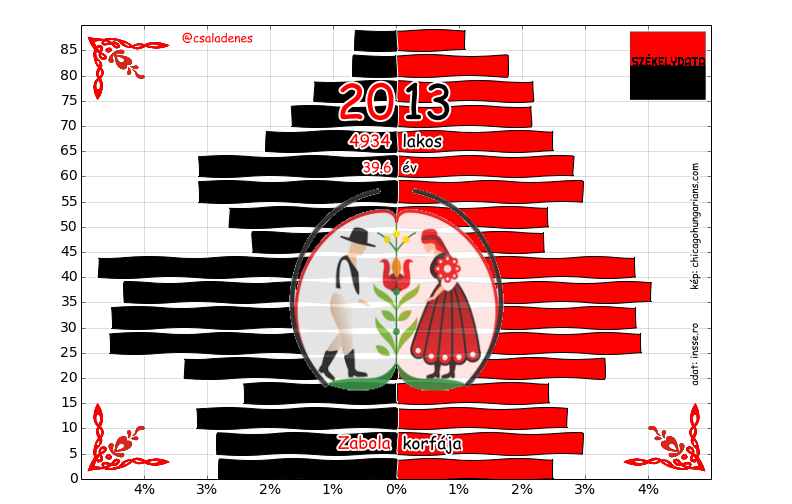 @csaladenes
SZÉKELYDATA
2013
4934 lakos
39.6 év
kép: chicagohungarians.com
adat: insse.ro
Zabola korfája
85
80
75
70
65
60
55
50
45
40
35
30
25
20
15
10
5
0
4% 3% 2% 1% 0% 1% 2% 3% 4%